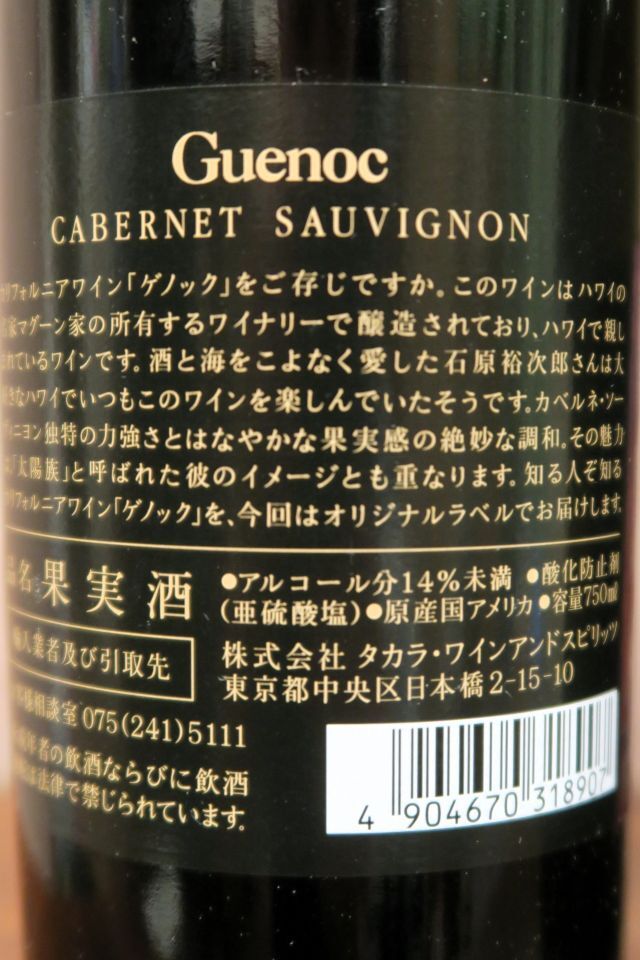 Guenoc
CABERNET SAUVIGNON
カリフォルニアワイン「ゲノック」をご存じですか。このワインはハワイの
名家マグーン家の所有するワイナリーで醸造されており、ハワイで親し
まれているワインです。酒と海をこよなく愛した石原裕次郎さんは大
好きなハワイでいつもこのワインを楽しんでいたそうです。カベルネ・ソー
ヴィニヨン独特の力強さとはなやかな果実感の絶妙な調和。その魅力
は「太陽族」と呼ばれた彼のイメージとも重なります。知る人ぞ知る
カリフォルニアワイン「ゲノック」を、今回はオリジナルラベルでお届けします。
品名 果実酒
●アルコール分14%未満 ●酸化防止剤
(亜硫酸塩)●原産国アメリカ●容量750ml
輸入業者及び引取先
株式会社 タカラ・ワインアンドスピリッツ
東京都中央区日本橋2-15-10
客様相談室 075(241)5111
未成年者の飲酒ならびに飲酒
は法律で禁じられています。
4 904670 318907